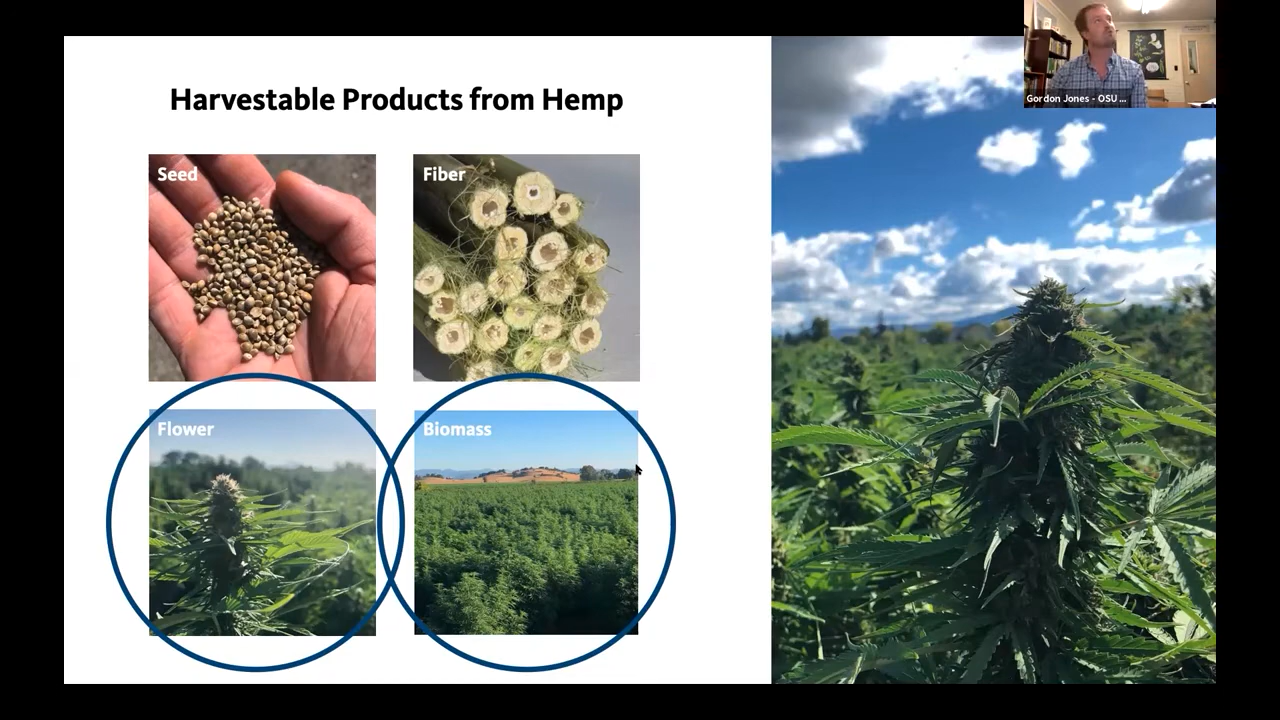 Harvestable Products from Hemp
Seed
Fiber
Flower
Biomass
Gordon Jones - OSU ...